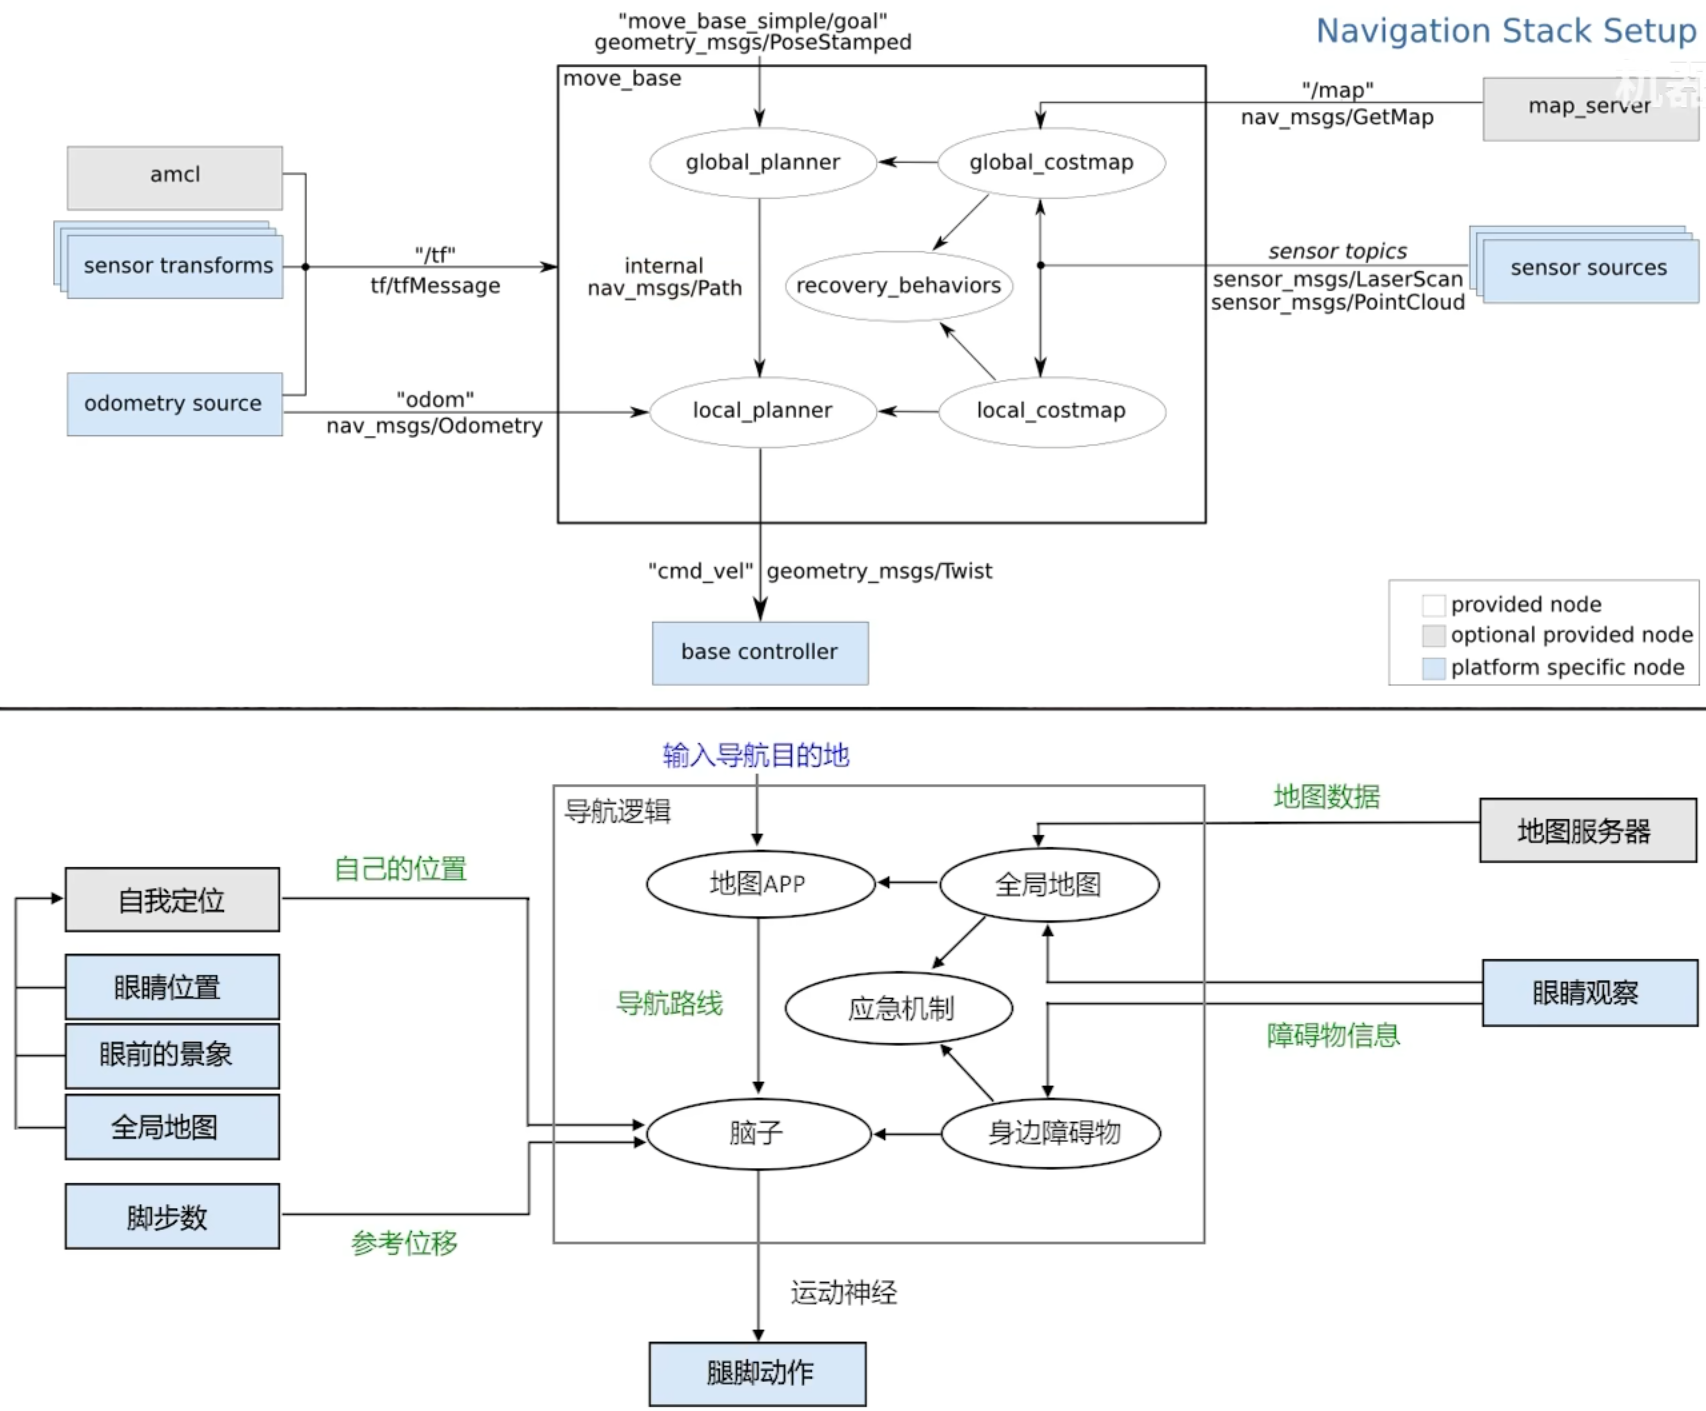 "move_base_simple/goal"
geometry_msgs/PoseStamped
Navigation Stack Setup
机器
move_base
"/map"
nav_msgs/GetMap
map_server
amcl
global_planner
global_costmap
sensor transforms
"/tf"
tf/tfMessage
internal
nav_msgs/Path
recovery_behaviors
sensor topics
sensor_msgs/LaserScan
sensor_msgs/PointCloud
sensor sources
odometry source
"odom"
nav_msgs/Odometry
local_planner
local_costmap
"cmd_vel" geometry_msgs/Twist
base controller
provided node
optional provided node
platform specific node
输入导航目的地
导航逻辑
地图数据
地图服务器
自己的位置
自我定位
地图APP
全局地图
眼睛位置
眼前的景象
全局地图
导航路线
应急机制
眼睛观察
障碍物信息
脑子
身边障碍物
脚步数
参考位移
运动神经
腿脚动作